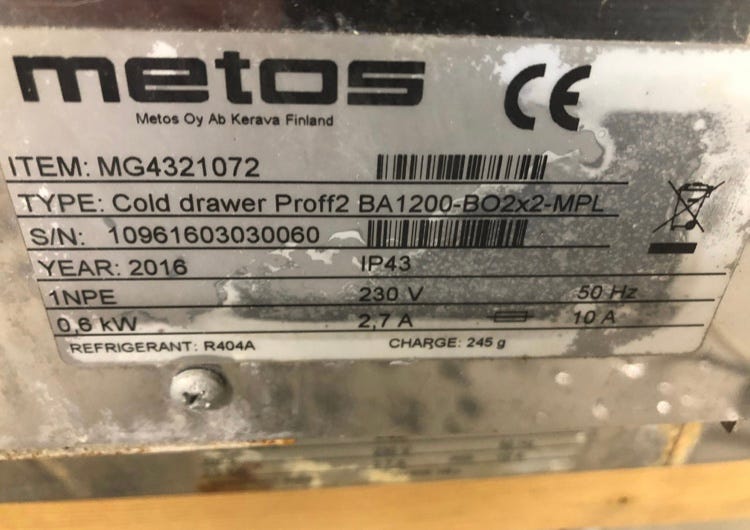 metos
CE
Metos Oy Ab Kerava Finland
ITEM: MG4321072
TYPE: Cold drawer Proff2 BA1200-BO2x2-MPL
S/N: 10961603030060
YEAR: 2016 IP43
1NPE 230 V 50 Hz
0,6 kW 2,7 A 10 A
REFRIGERANT: R404A CHARGE: 245 g